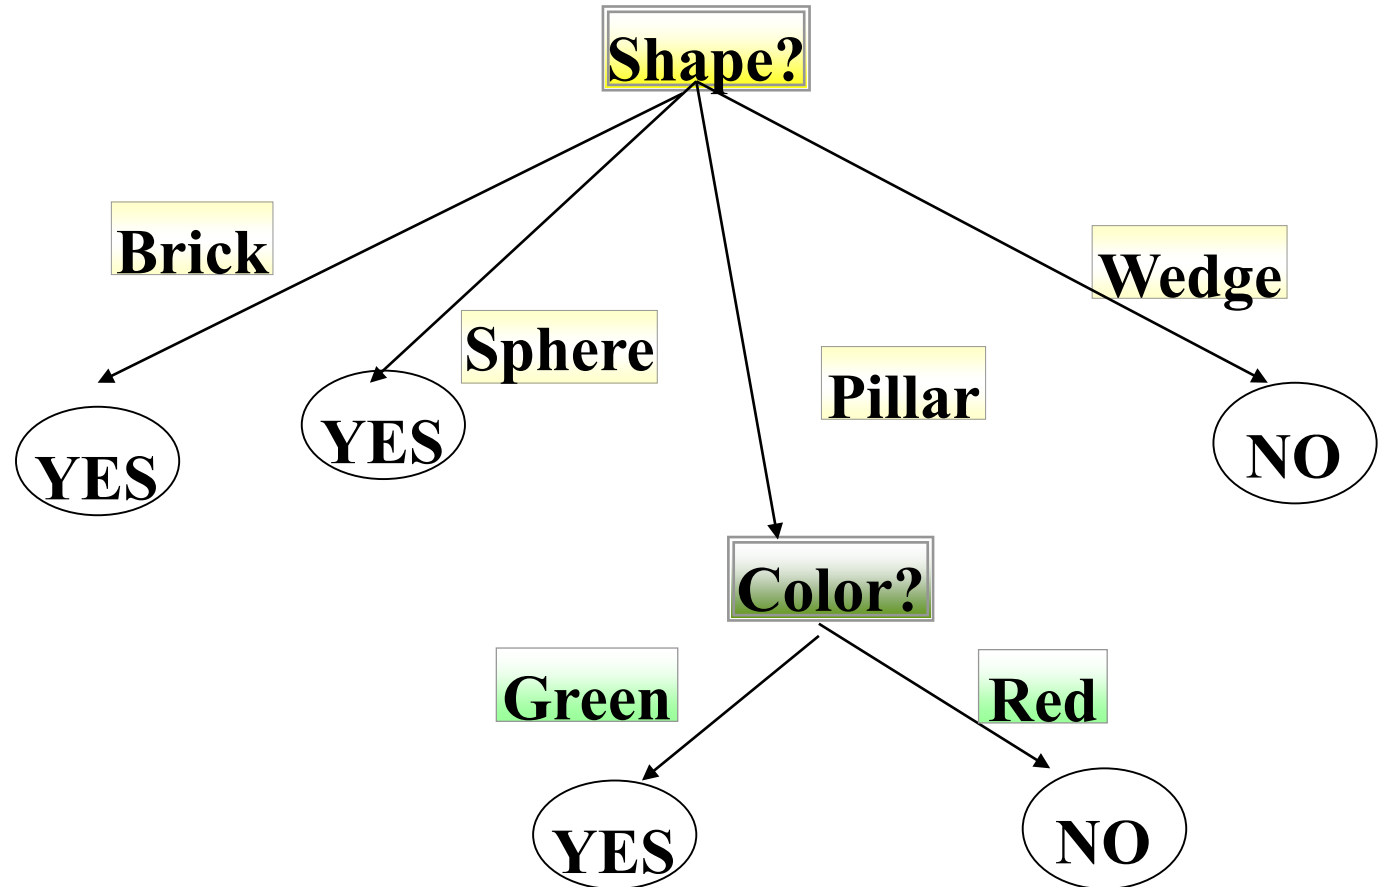 Shape?
Brick
Wedge
Sphere
Pillar
YES
YES
NO
Color?
Green
Red
YES
NO